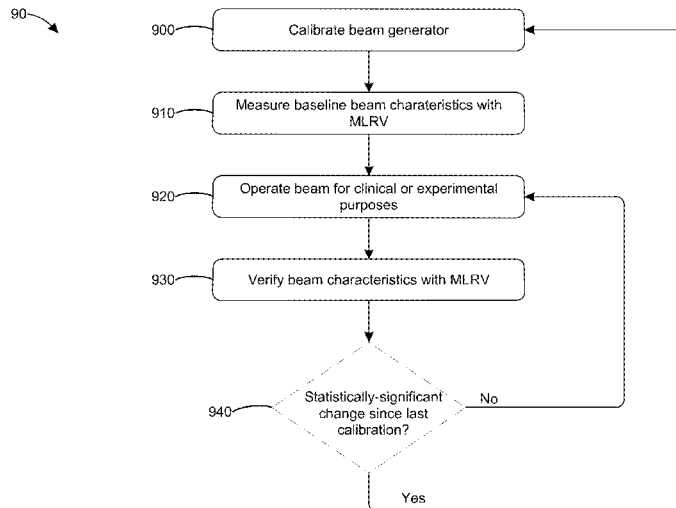 90
900
Calibrate beam generator
910
Measure baseline beam charateristics with
MLRV
920
Operate beam for clinical or experimental
purposes
930
Verify beam characteristics with MLRV
940
Statistically-significant
change since last
calibration?
No
Yes